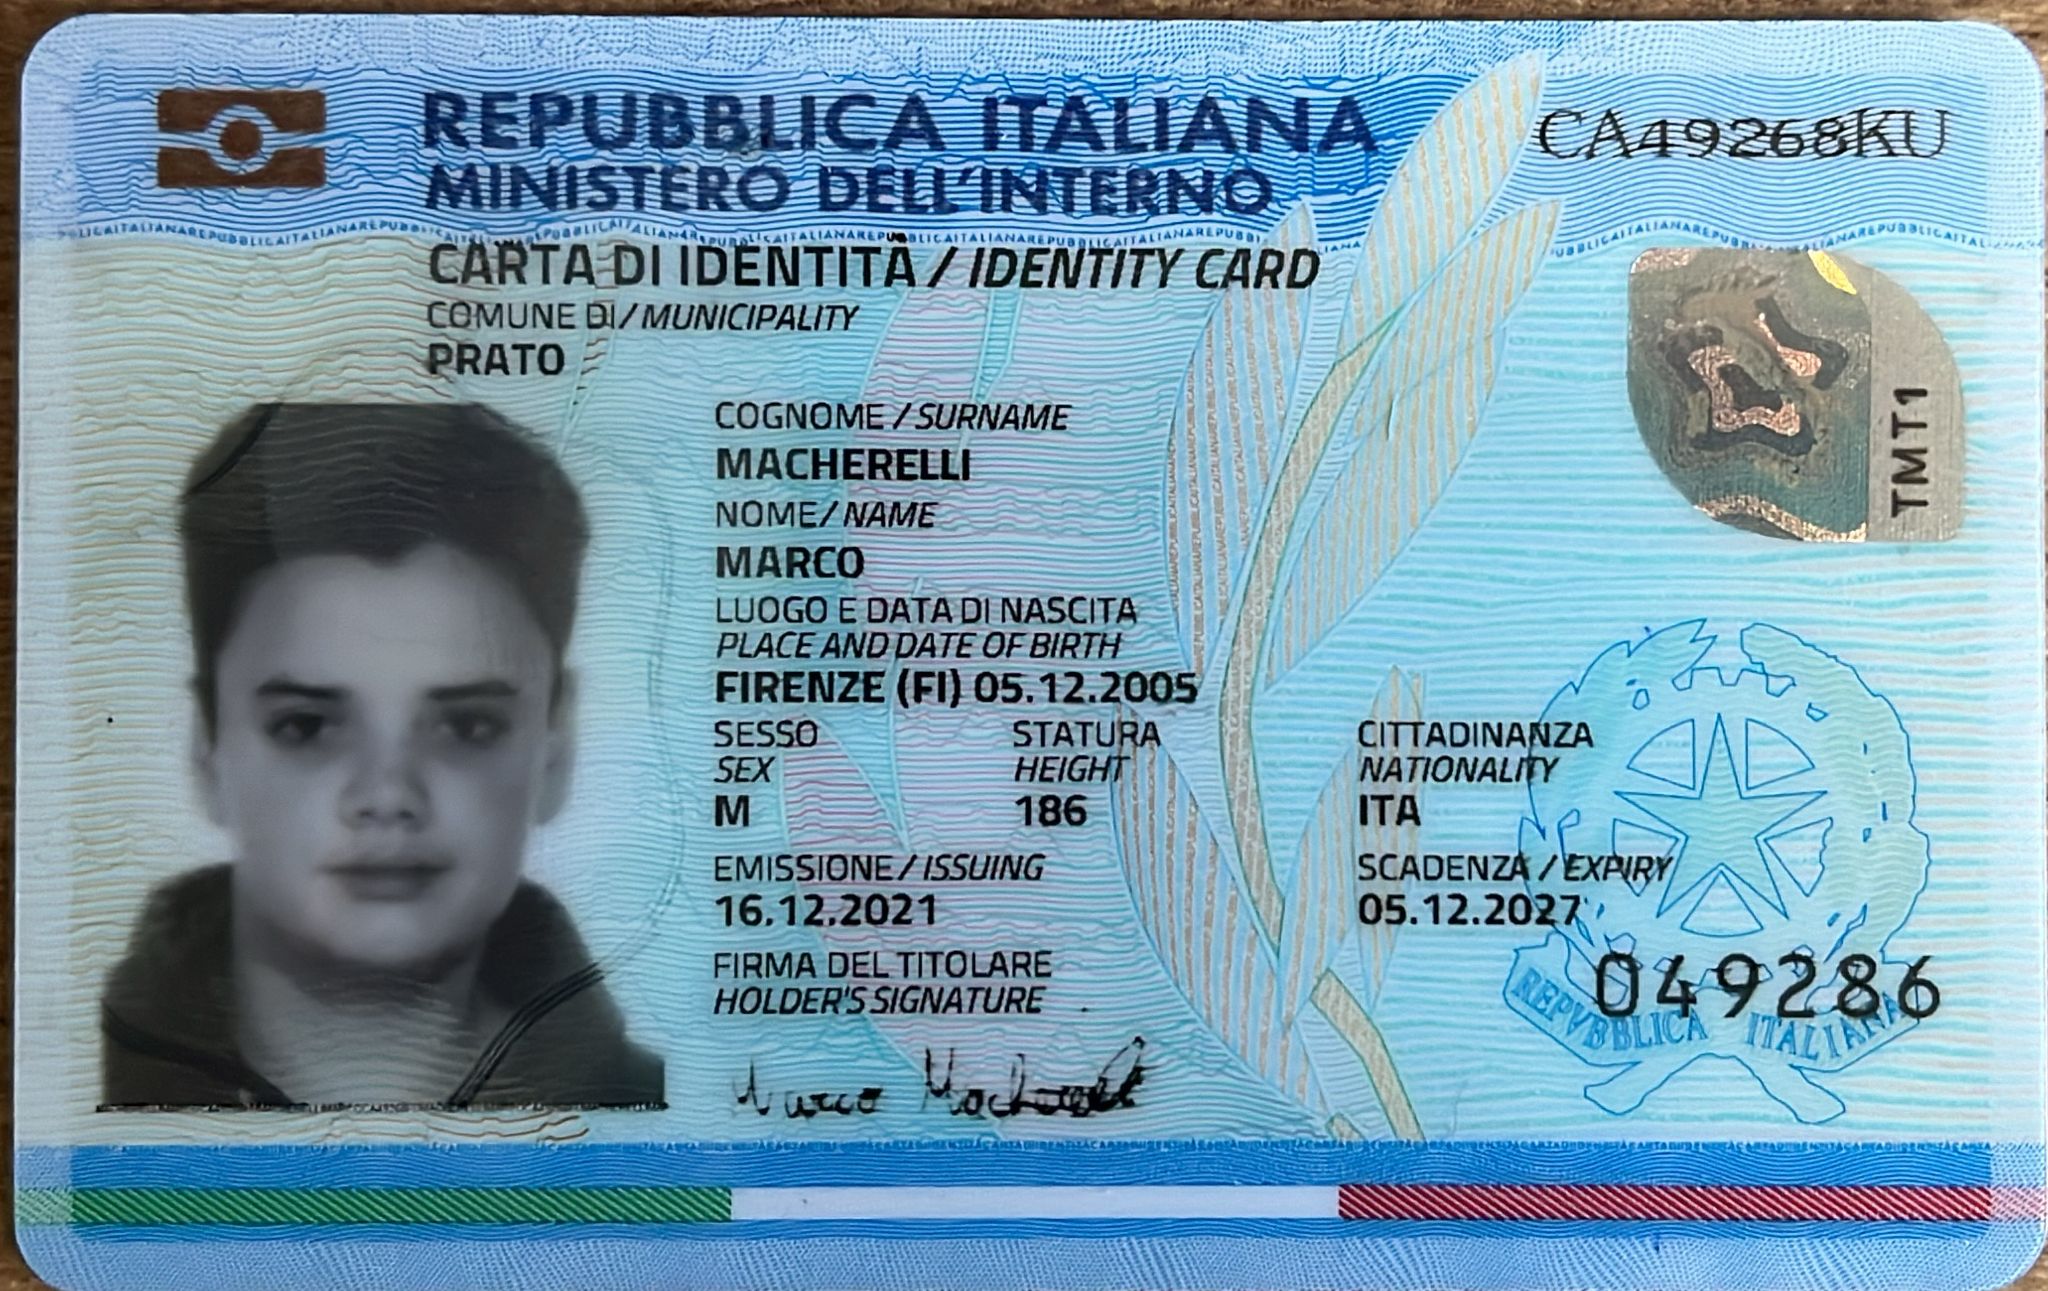 REPUBBLICA ITALIANA
CA49268KU
MINISTERO DELL'INTERNO
CARTA DI IDENTITÀ / IDENTITY CARD
COMUNE DI / MUNICIPALITY
PRATO
COGNOME / SURNAME
MACHERELLI
NOME / NAME
MARCO
LUOGO E DATA DI NASCITA
PLACE AND DATE OF BIRTH
FIRENZE (FI) 05.12.2005
SESSO STATURA CITTADINANZA
SEX HEIGHT NATIONALITY
M 186 ITA
EMISSIONE / ISSUING SCADENZA / EXPIRY
16.12.2021 05.12.2027
FIRMA DEL TITOLARE
HOLDER'S SIGNATURE
049286
REPVBBLICA ITALIANA
Marco
TMT1